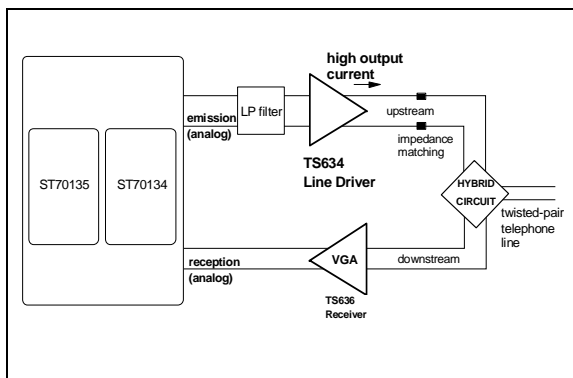 high output
current
LP filter
emission
(analog)
upstream
impedance
matching
TS634
Line Driver
ST70135
ST70134
HYBRID
CIRCUIT
twisted-pair
telephone
line
VGA
downstream
reception
(analog)
TS636
Receiver